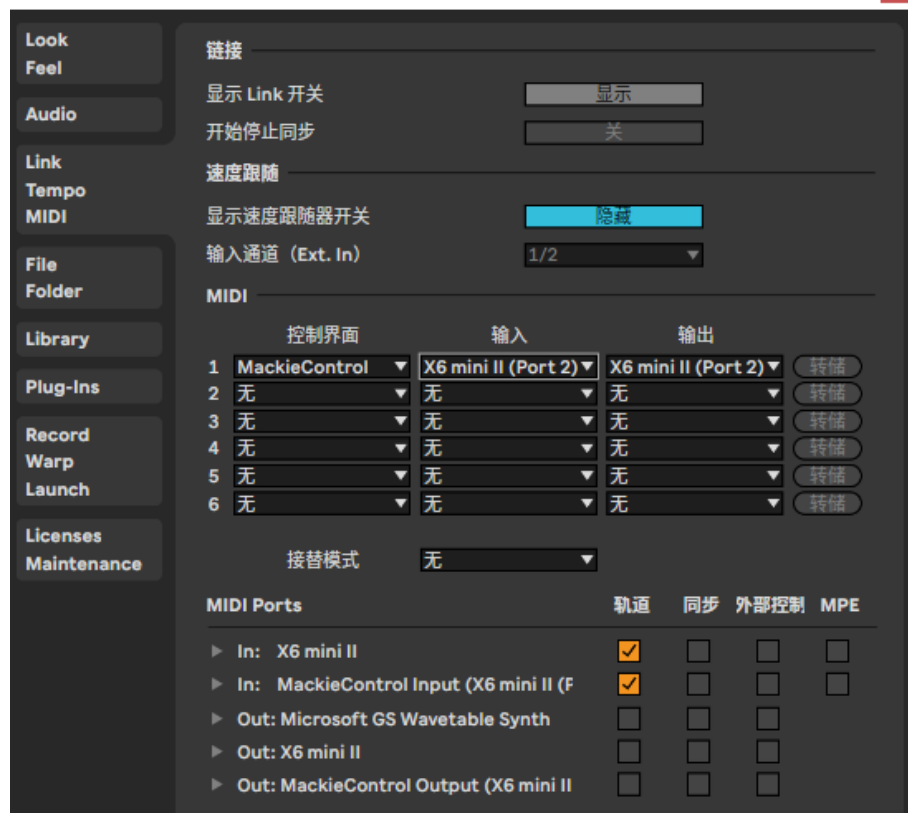 Look
Feel
Audio
Link
Tempo
MIDI
File
Folder
Library
Plug-Ins
Record
Warp
Launch
Licenses
Maintenance
链接
显示 Link 开关 显示
开始停止同步 关
速度跟随
显示速度跟随器开关 隐藏
输入通道（Ext. In） 1/2
MIDI
控制界面 输入 输出
1 MackieControl X6 mini II (Port 2) X6 mini II (Port 2) 转储
2 无 无 无 转储
3 无 无 无 转储
4 无 无 无 转储
5 无 无 无 转储
6 无 无 无 转储
接替模式 无
MIDI Ports 轨道 同步 外部控制 MPE
In: X6 mini II
In: MackieControl Input (X6 mini II (P
Out: Microsoft GS Wavetable Synth
Out: X6 mini II
Out: MackieControl Output (X6 mini II